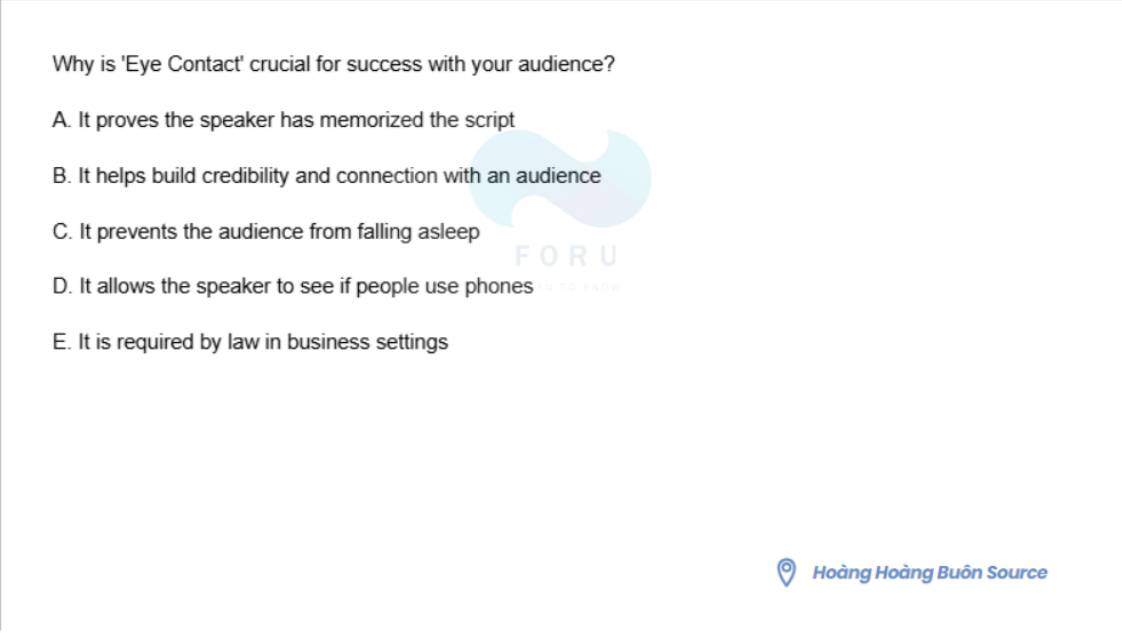 Why is 'Eye Contact' crucial for success with your audience?
A. It proves the speaker has memorized the script
B. It helps build credibility and connection with an audience
C. It prevents the audience from falling asleep
FORU
D. It allows the speaker to see if people use phones
E. It is required by law in business settings
Hoàng Hoàng Buôn Source